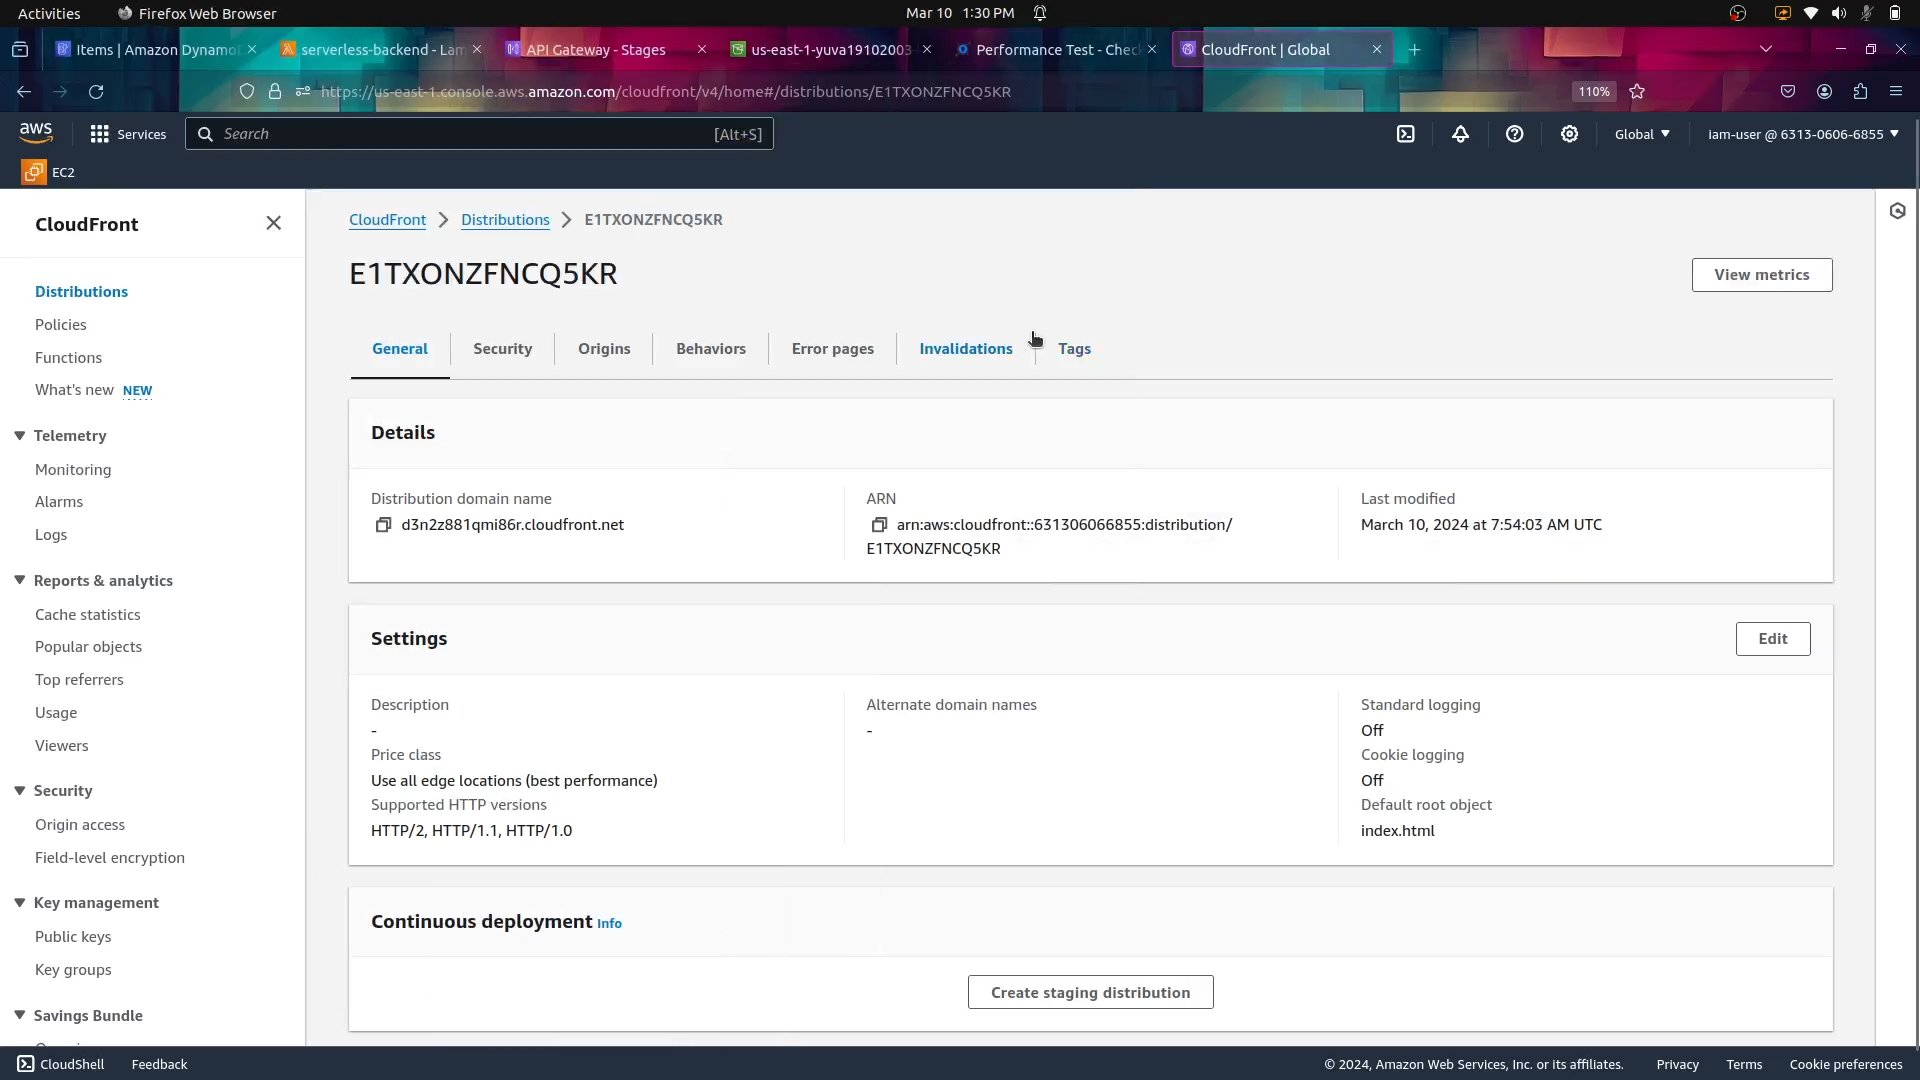 Activities
Firefox Web Browser
Mar 10 1:30 PM
Items | Amazon Dynamo
serverless-backend - Lam
API Gateway - Stages
us-east-1-yuva19102003
Performance Test - Chec
CloudFront | Global
https://us-east-1.console.aws.amazon.com/cloudfront/v4/home#/distributions/E1TXONZFNCQ5KR
110%
aws
Services
Search
[Alt+S]
Global
iam-user @ 6313-0606-6855
EC2
CloudFront
Distributions
Policies
Functions
What's new NEW
Telemetry
Monitoring
Alarms
Logs
Reports & analytics
Cache statistics
Popular objects
Top referrers
Usage
Viewers
Security
Origin access
Field-level encryption
Key management
Public keys
Key groups
Savings Bundle
CloudFront > Distributions > E1TXONZFNCQ5KR
E1TXONZFNCQ5KR
View metrics
General
Security
Origins
Behaviors
Error pages
Invalidations
Tags
Details
Distribution domain name
d3n2z881qmi86r.cloudfront.net
ARN
arn:aws:cloudfront::631306066855:distribution/
E1TXONZFNCQ5KR
Last modified
March 10, 2024 at 7:54:03 AM UTC
Settings
Edit
Description
-
Price class
Use all edge locations (best performance)
Supported HTTP versions
HTTP/2, HTTP/1.1, HTTP/1.0
Alternate domain names
-
Standard logging
Off
Cookie logging
Off
Default root object
index.html
Continuous deployment Info
Create staging distribution
CloudShell
Feedback
© 2024, Amazon Web Services, Inc. or its affiliates.
Privacy
Terms
Cookie preferences